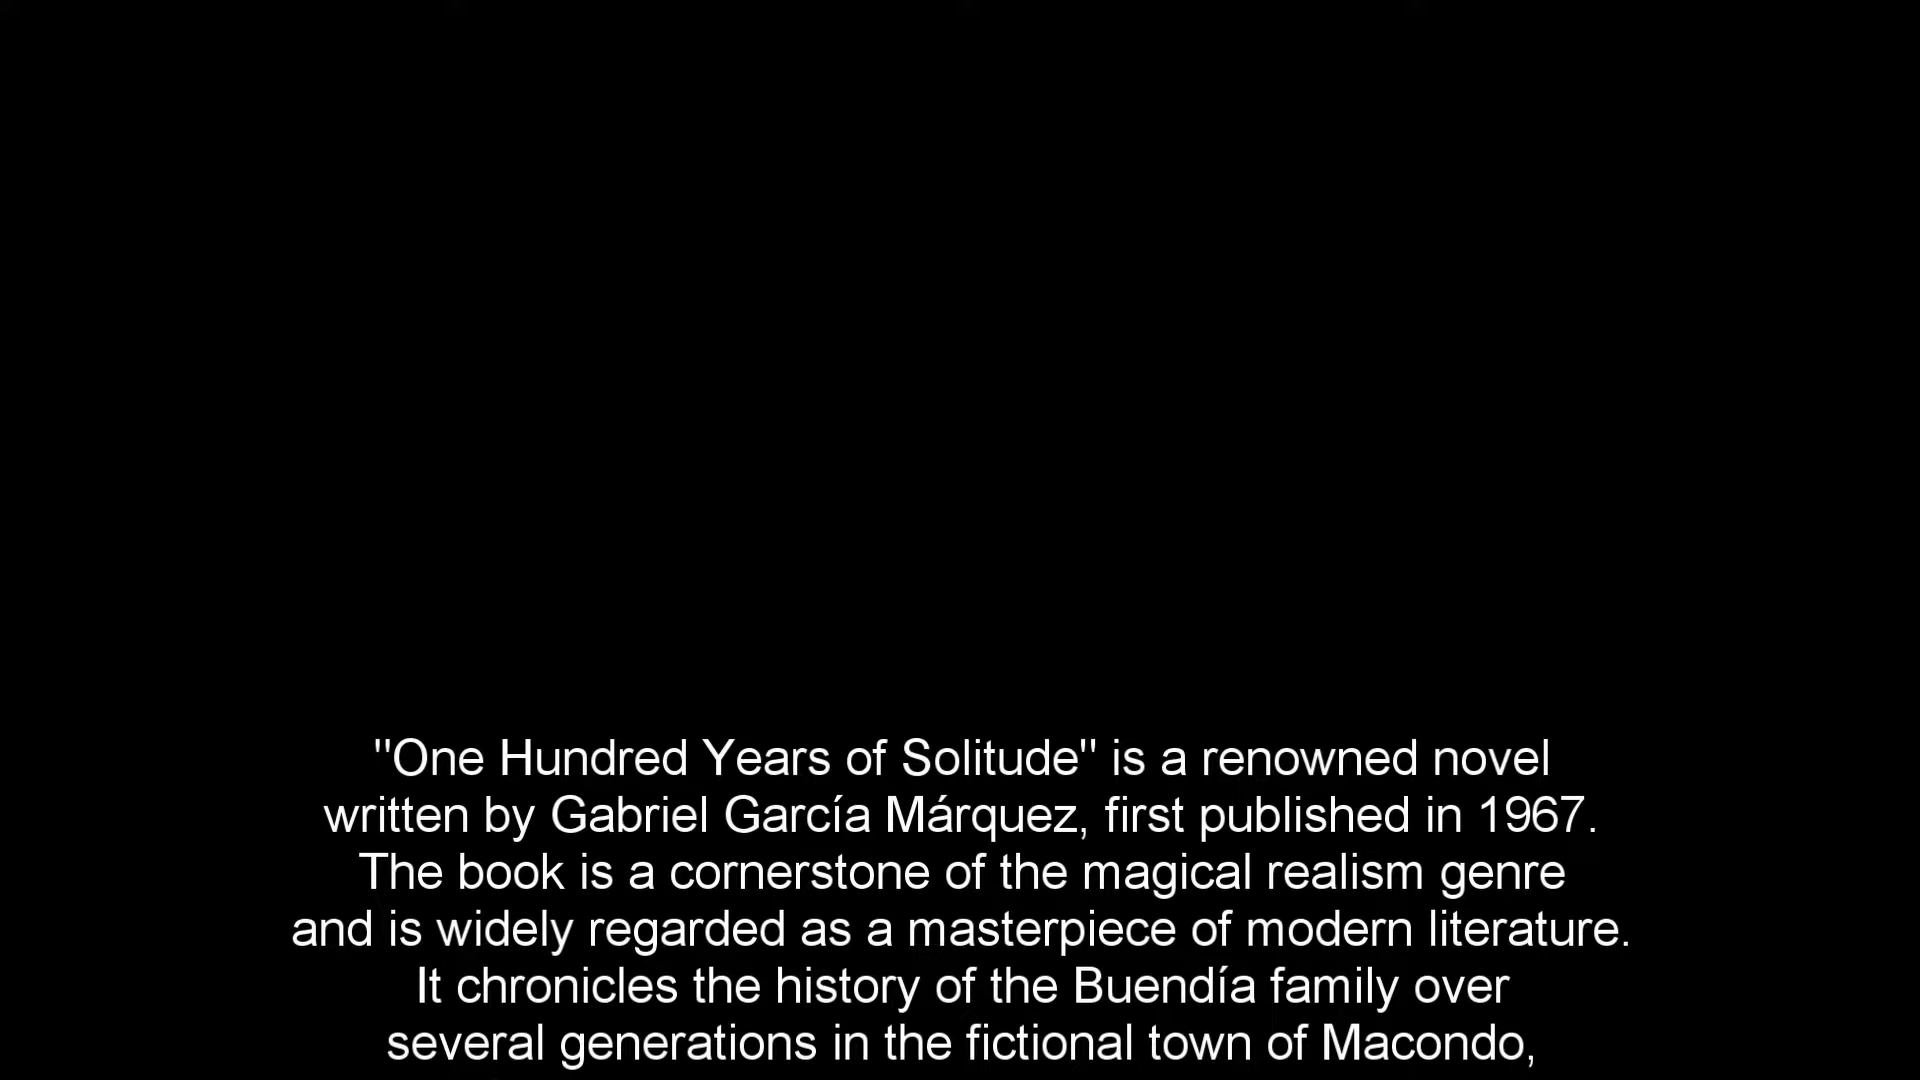 "One Hundred Years of Solitude" is a renowned novel
written by Gabriel García Márquez, first published in 1967.
The book is a cornerstone of the magical realism genre
and is widely regarded as a masterpiece of modern literature.
It chronicles the history of the Buendía family over
several generations in the fictional town of Macondo,